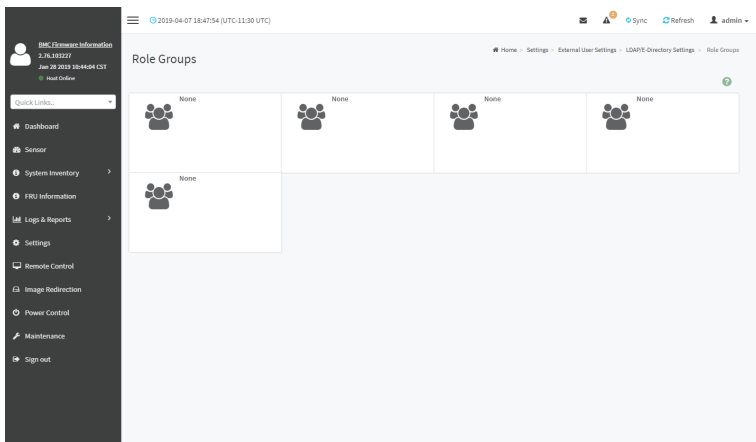 2019-04-07 18:47:54 (UTC-11:30 UTC)
2
Sync
Refresh
admin
BMC Firmware Information
2.76.103227
Jan 28 2019 10:44:04 CST
Host Online
Quick Links..
Dashboard
Sensor
System Inventory
FRU Information
Logs & Reports
Settings
Remote Control
Image Redirection
Power Control
Maintenance
Sign out
Role Groups
Home > Settings > External User Settings > LDAP/E-Directory Settings > Role Groups
?
None
None
None
None
None